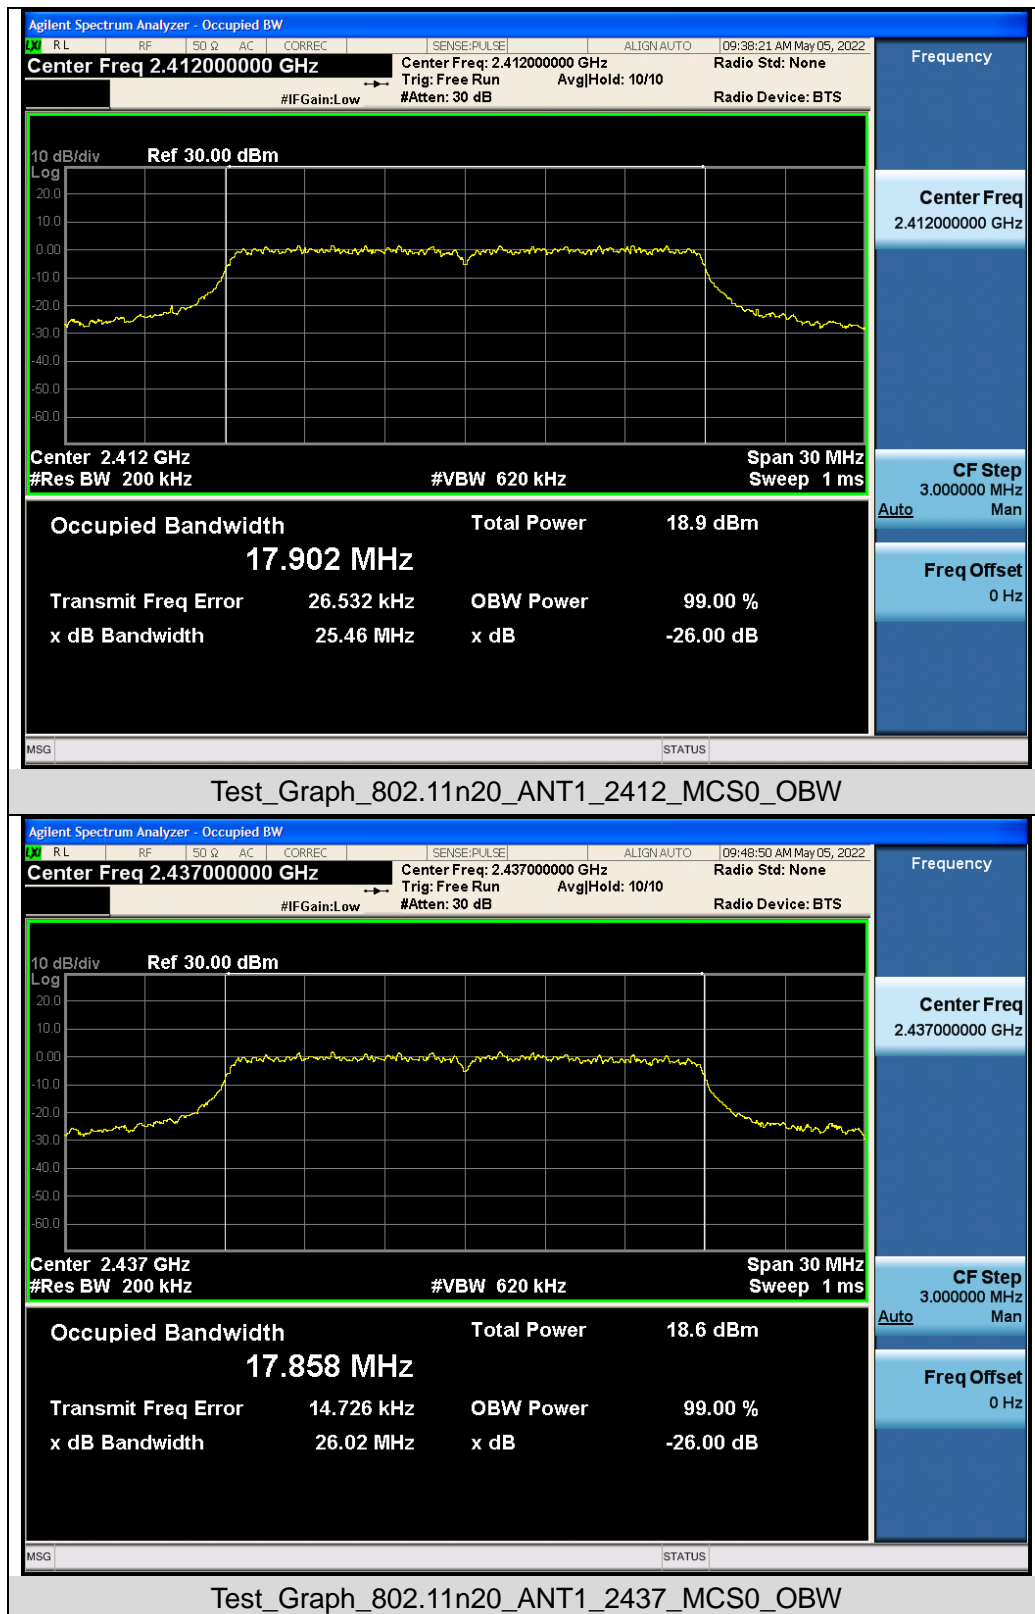 Agilent Spectrum Analyzer - Occupied BW
LXI RL RF 50 Ω AC CORREC SENSE:PULSE ALIGN AUTO 09:38:21 AM May 05, 2022
Center Freq 2.412000000 GHz
Center Freq: 2.412000000 GHz
Radio Std: None
Trig: Free Run Avg|Hold: 10/10
#IFGain:Low #Atten: 30 dB Radio Device: BTS
Frequency
10 dB/div Ref 30.00 dBm
Log
20.0
10.0
0.00
-10.0
-20.0
-30.0
-40.0
-50.0
-60.0
Center Freq
2.412000000 GHz
Center 2.412 GHz Span 30 MHz
#Res BW 200 kHz #VBW 620 kHz Sweep 1 ms
CF Step
3.000000 MHz
Auto Man
Occupied Bandwidth Total Power 18.9 dBm
17.902 MHz
Transmit Freq Error 26.532 kHz OBW Power 99.00 %
x dB Bandwidth 25.46 MHz x dB -26.00 dB
Freq Offset
0 Hz
MSG STATUS
Test_Graph_802.11n20_ANT1_2412_MCS0_OBW
Agilent Spectrum Analyzer - Occupied BW
LXI RL RF 50 Ω AC CORREC SENSE:PULSE ALIGN AUTO 09:48:50 AM May 05, 2022
Center Freq 2.437000000 GHz
Center Freq: 2.437000000 GHz
Radio Std: None
Trig: Free Run Avg|Hold: 10/10
#IFGain:Low #Atten: 30 dB Radio Device: BTS
Frequency
10 dB/div Ref 30.00 dBm
Log
20.0
10.0
0.00
-10.0
-20.0
-30.0
-40.0
-50.0
-60.0
Center Freq
2.437000000 GHz
Center 2.437 GHz Span 30 MHz
#Res BW 200 kHz #VBW 620 kHz Sweep 1 ms
CF Step
3.000000 MHz
Auto Man
Occupied Bandwidth Total Power 18.6 dBm
17.858 MHz
Transmit Freq Error 14.726 kHz OBW Power 99.00 %
x dB Bandwidth 26.02 MHz x dB -26.00 dB
Freq Offset
0 Hz
MSG STATUS
Test_Graph_802.11n20_ANT1_2437_MCS0_OBW